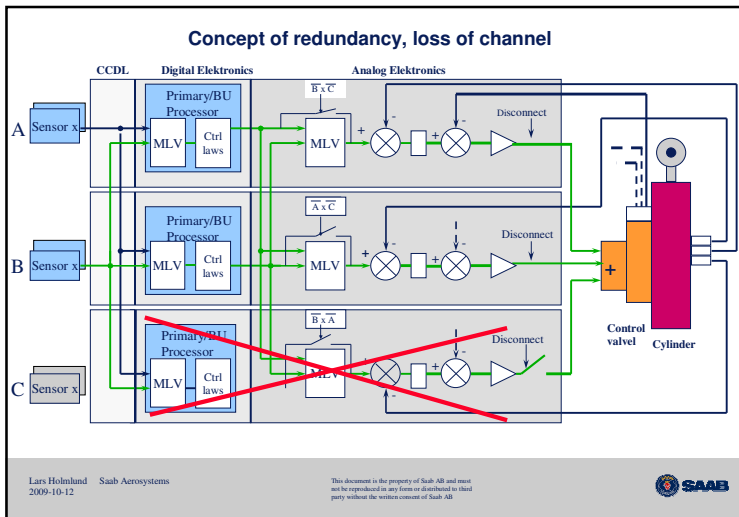 Concept of redundancy, loss of channel
CCDL
Digital Elektronics
Analog Elektronics
A
Sensor x
Primary/BU
Processor
MLV
Ctrl
laws
B x C
MLV
+
-
+
-
Disconnect
B
Sensor x
Primary/BU
Processor
MLV
Ctrl
laws
A x C
MLV
+
-
+
-
Disconnect
+
Control
valvel
Cylinder
C
Sensor x
Primary/BU
Processor
MLV
Ctrl
laws
B x A
MLV
+
-
+
-
Disconnect
Lars Holmlund Saab Aerosystems
2009-10-12
This document is the property of Saab AB and must
not be reproduced in any form or distributed to third
party without the written consent of Saab AB
SAAB